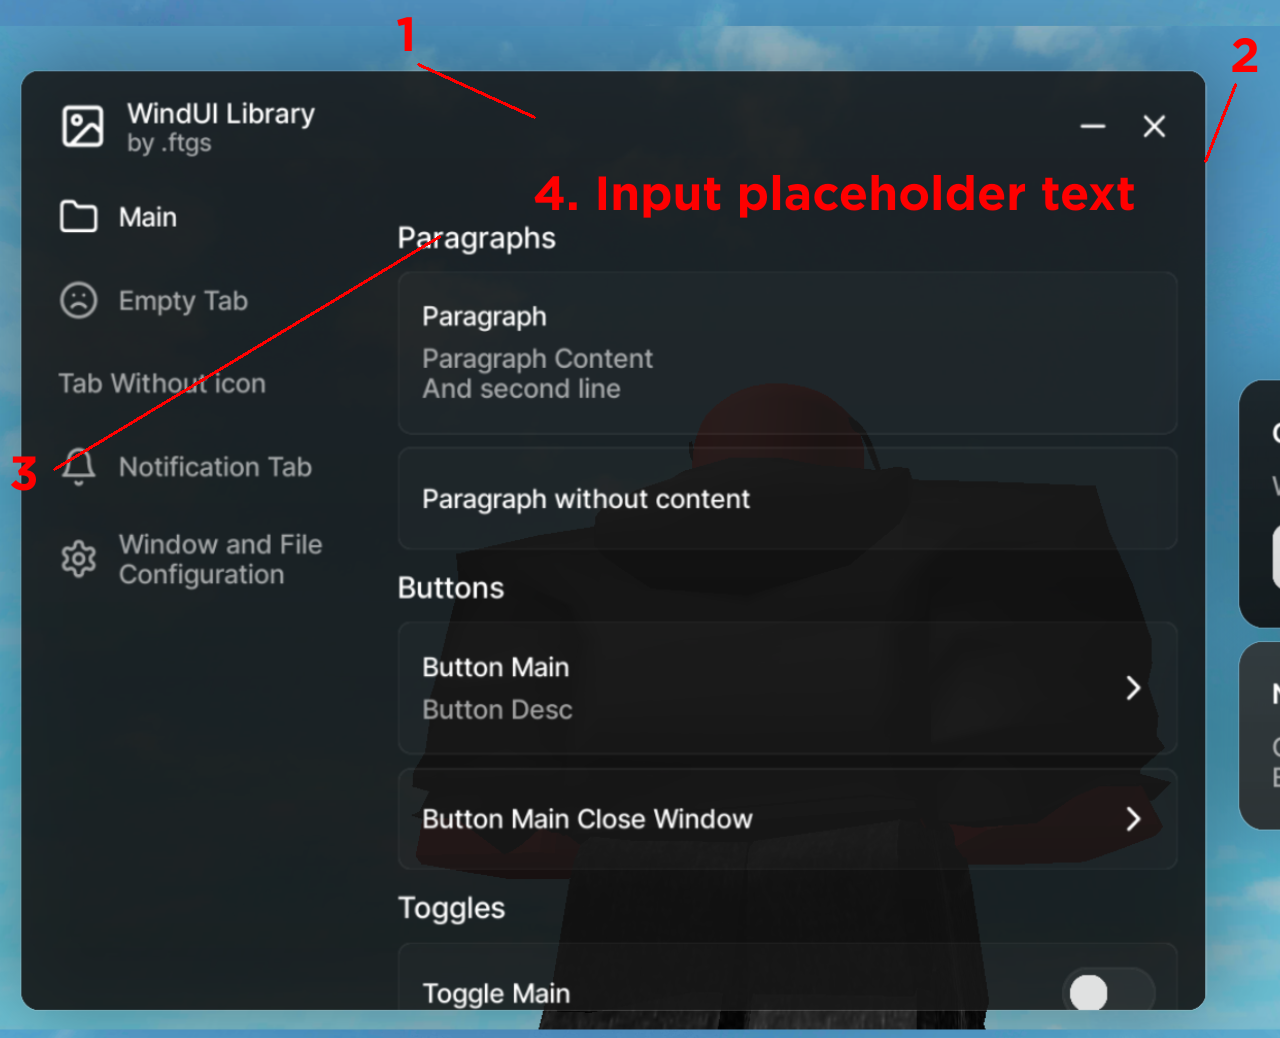 1
2
WindUI Library
by .ftgs
4. Input placeholder text
Main
Paragraphs
Empty Tab
Paragraph
Paragraph Content
And second line
Tab Without icon
3
Notification Tab
Paragraph without content
Window and File
Configuration
Buttons
Button Main
Button Desc
Button Main Close Window
Toggles
Toggle Main